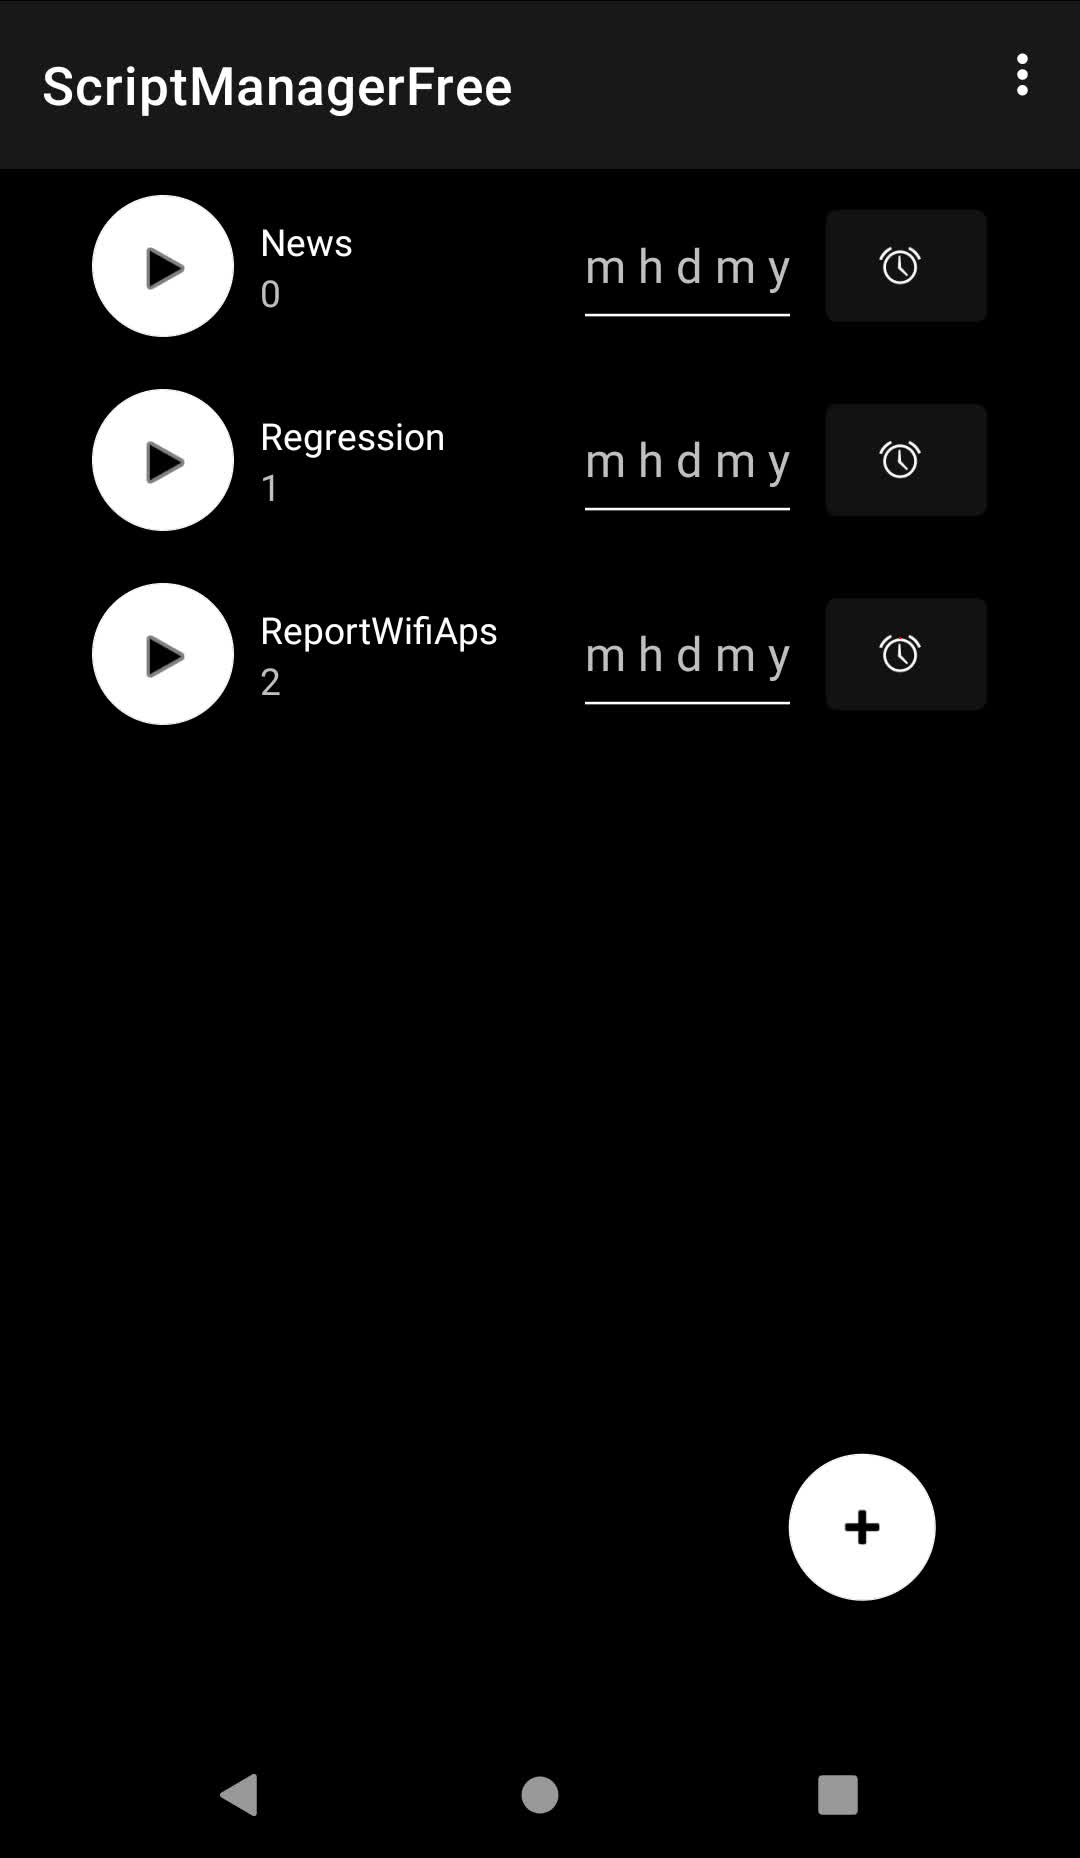 ScriptManagerFree
News
0
m h d m y
Regression
1
m h d m y
ReportWifiAps
2
m h d m y